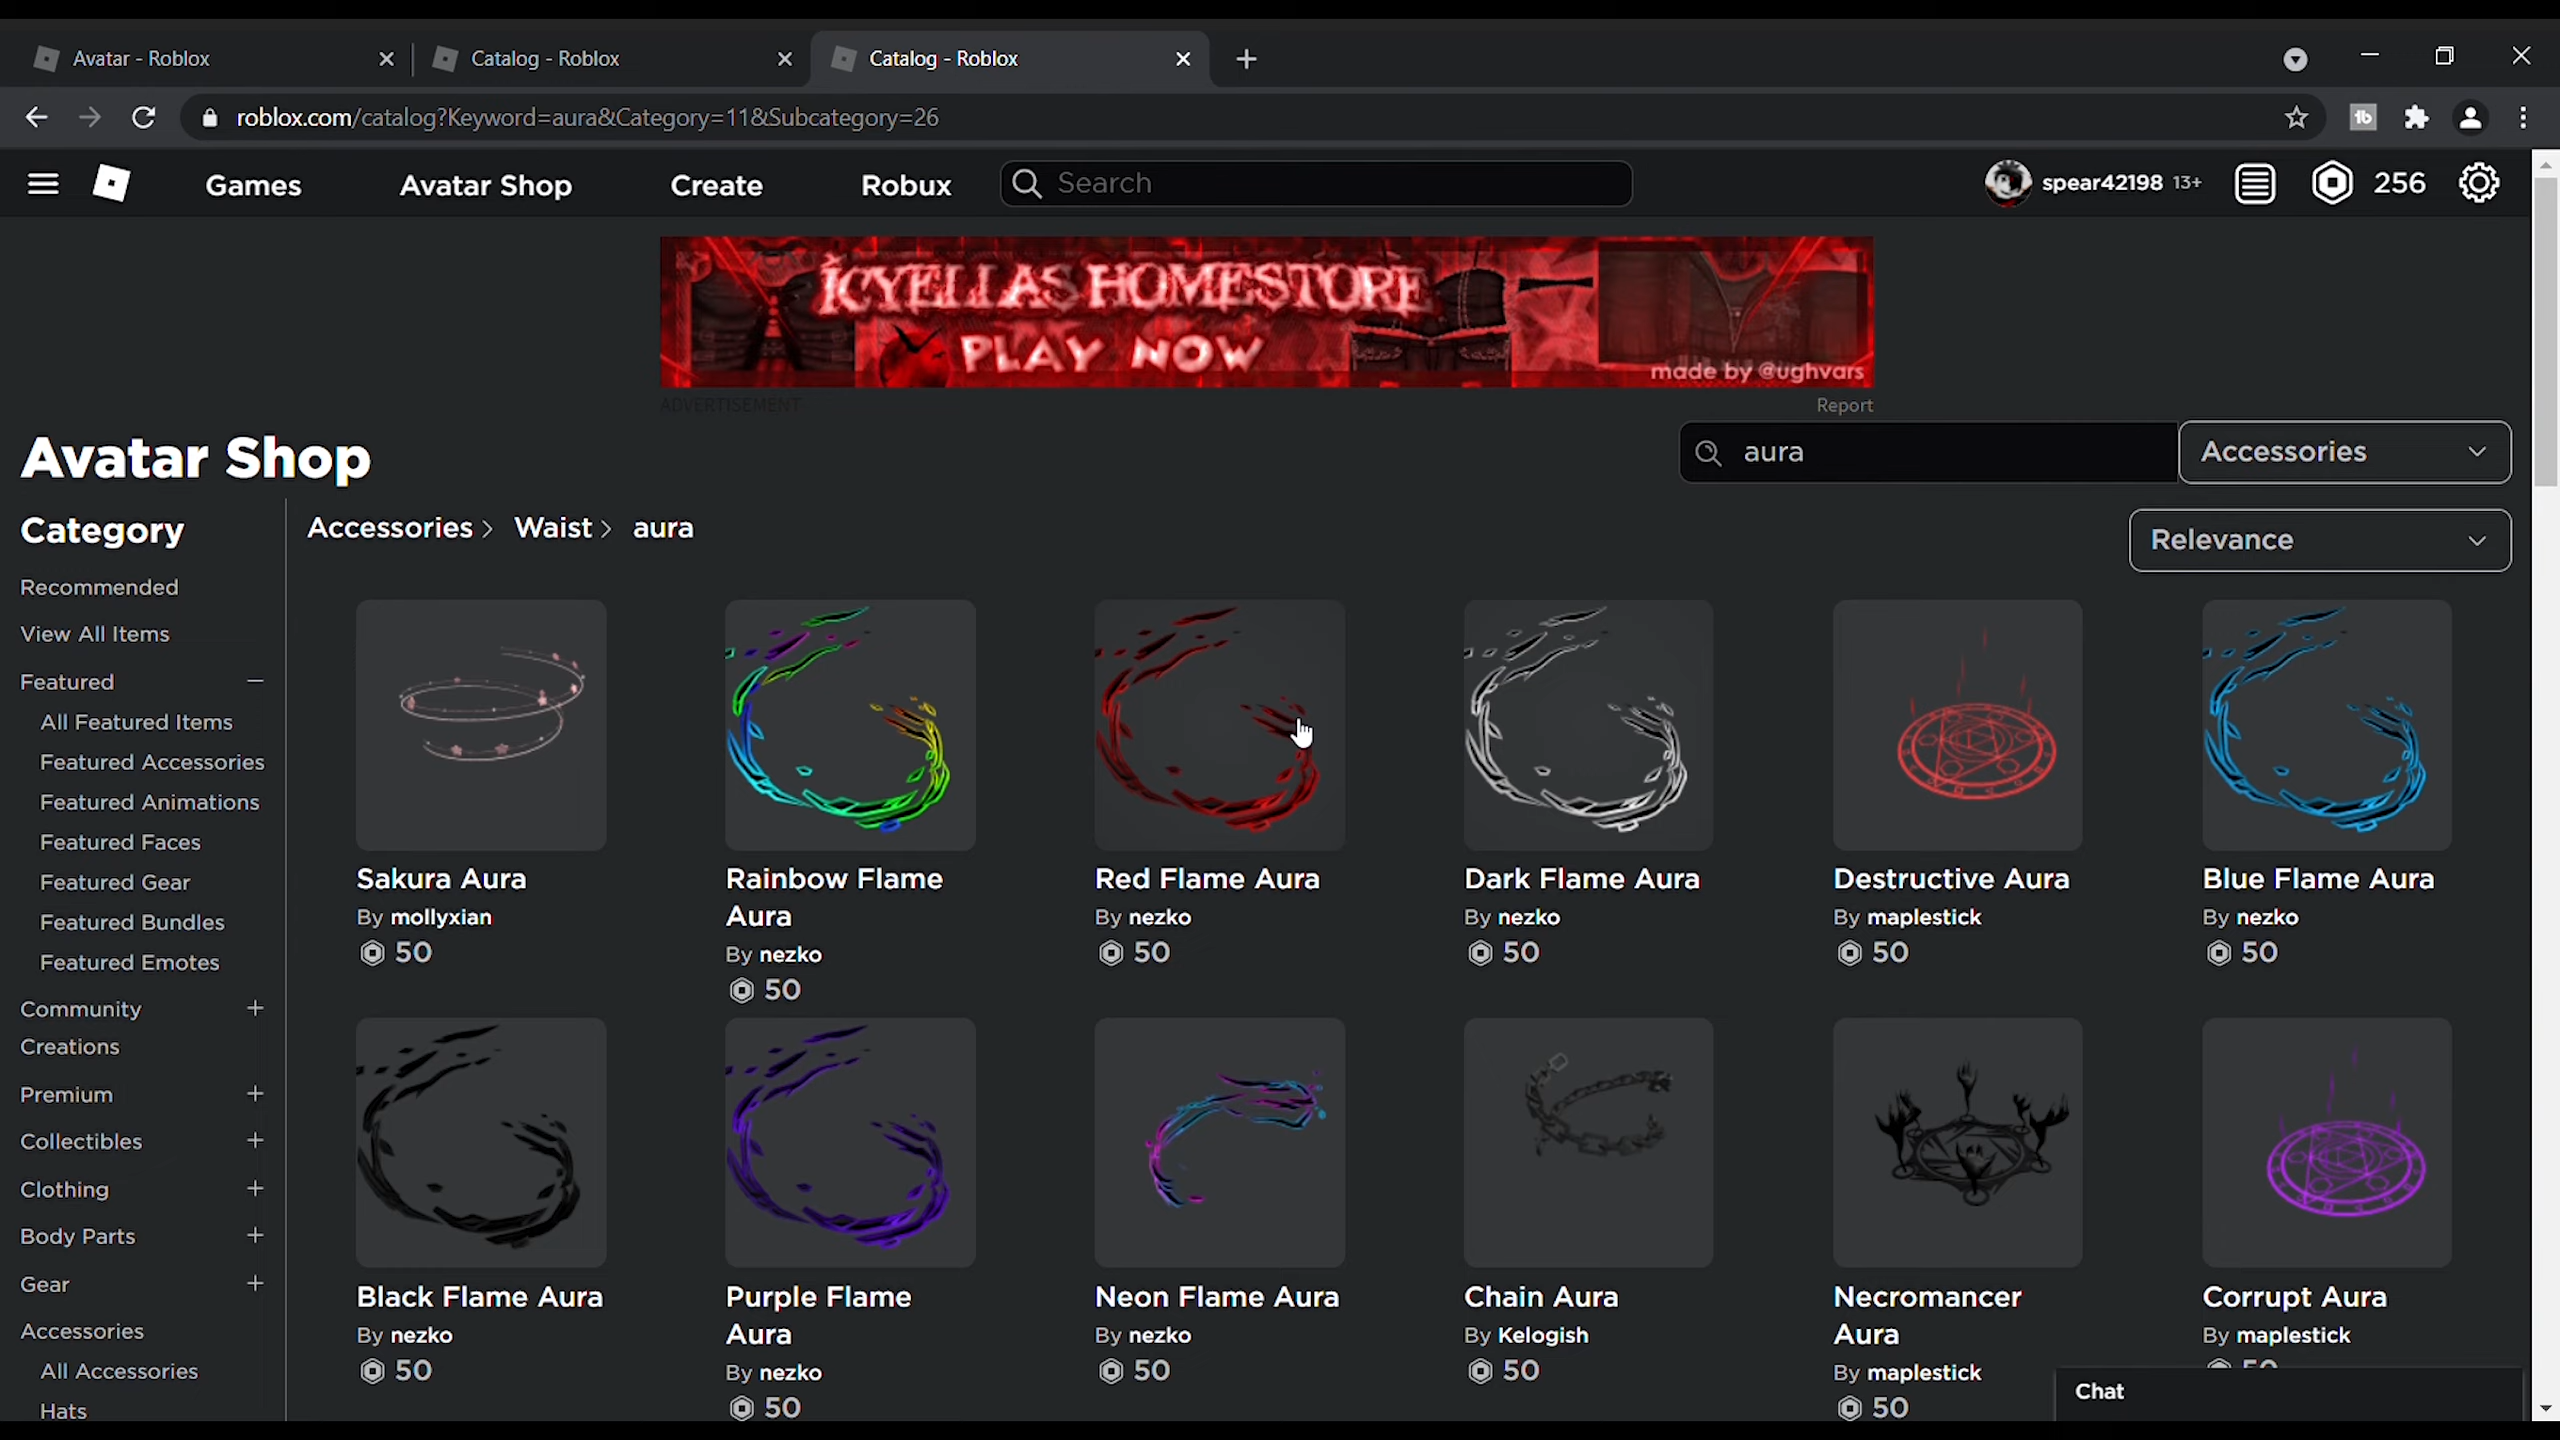 Avatar - Roblox
Catalog - Roblox
Catalog - Roblox
roblox.com/catalog?Keyword=aura&Category=11&Subcategory=26
Games
Avatar Shop
Create
Robux
Search
spear42198 13+
256
ICYELLAS HOMESTORE
PLAY NOW
made by @ughvars
ADVERTISEMENT
Report
Avatar Shop
aura
Accessories
Category
Accessories > Waist > aura
Relevance
Recommended
View All Items
Featured
All Featured Items
Featured Accessories
Featured Animations
Featured Faces
Featured Gear
Featured Bundles
Featured Emotes
Community
Creations
Premium
Collectibles
Clothing
Body Parts
Gear
Accessories
All Accessories
Hats
Sakura Aura
By mollyxian
50
Rainbow Flame
Aura
By nezko
50
Red Flame Aura
By nezko
50
Dark Flame Aura
By nezko
50
Destructive Aura
By maplestick
50
Blue Flame Aura
By nezko
50
Black Flame Aura
By nezko
50
Purple Flame
Aura
By nezko
50
Neon Flame Aura
By nezko
50
Chain Aura
By Kelogish
50
Necromancer
Aura
By maplestick
50
Corrupt Aura
By maplestick
50
Chat